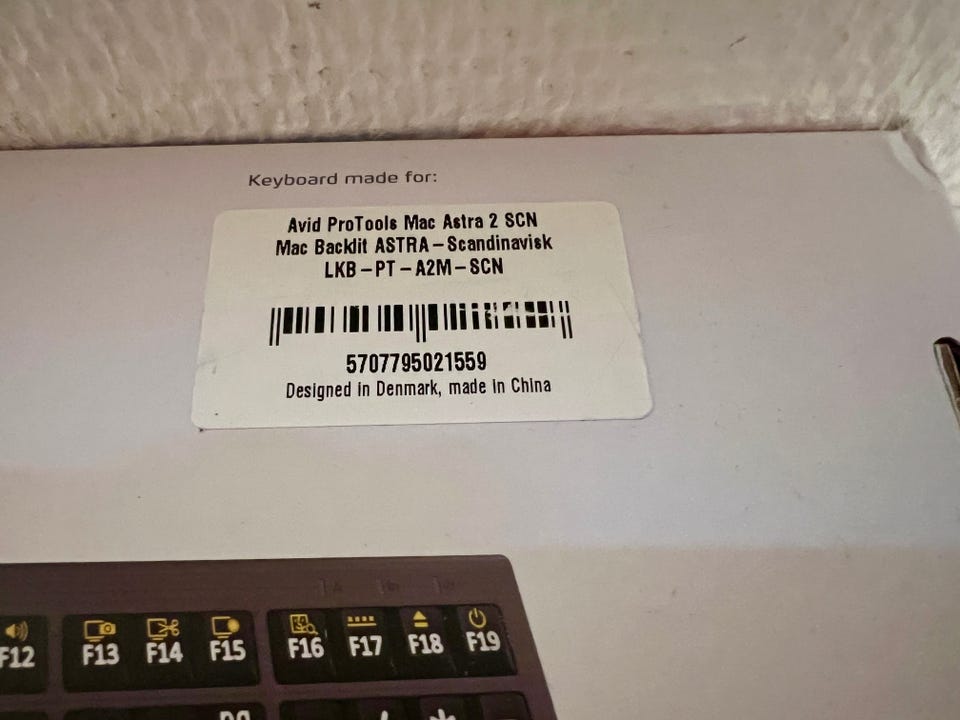 Keyboard made for:
Avid ProTools Mac Astra 2 SCN
Mac Backlit ASTRA-Scandinavisk
LKB-PT-A2M-SCN
5707795021559
Designed in Denmark, made in China
F12 F13 F14 F15 F16 F17 F18 F19